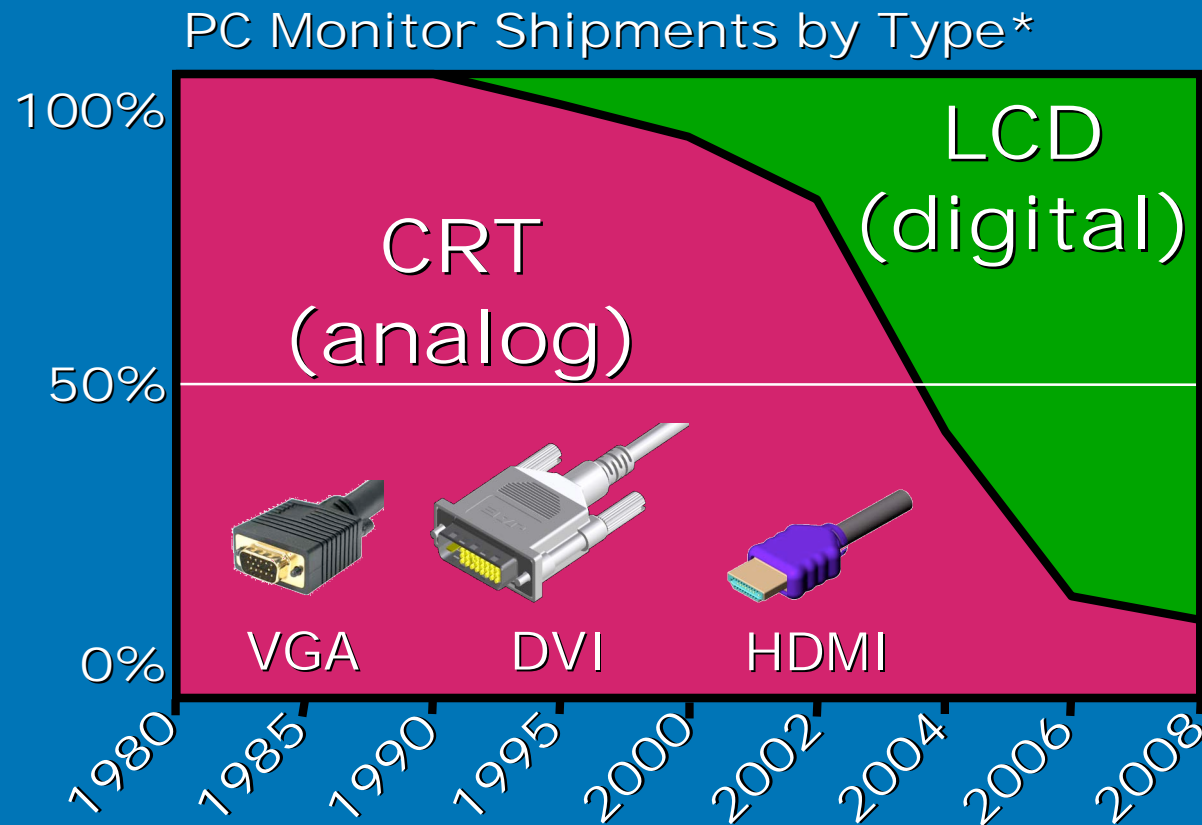 PC Monitor Shipments by Type*
100%
LCD
(digital)
CRT
(analog)
50%
VGA
DVI
HDMI
0%
1980
1985
1990
1995
2000
2002
2004
2006
2008